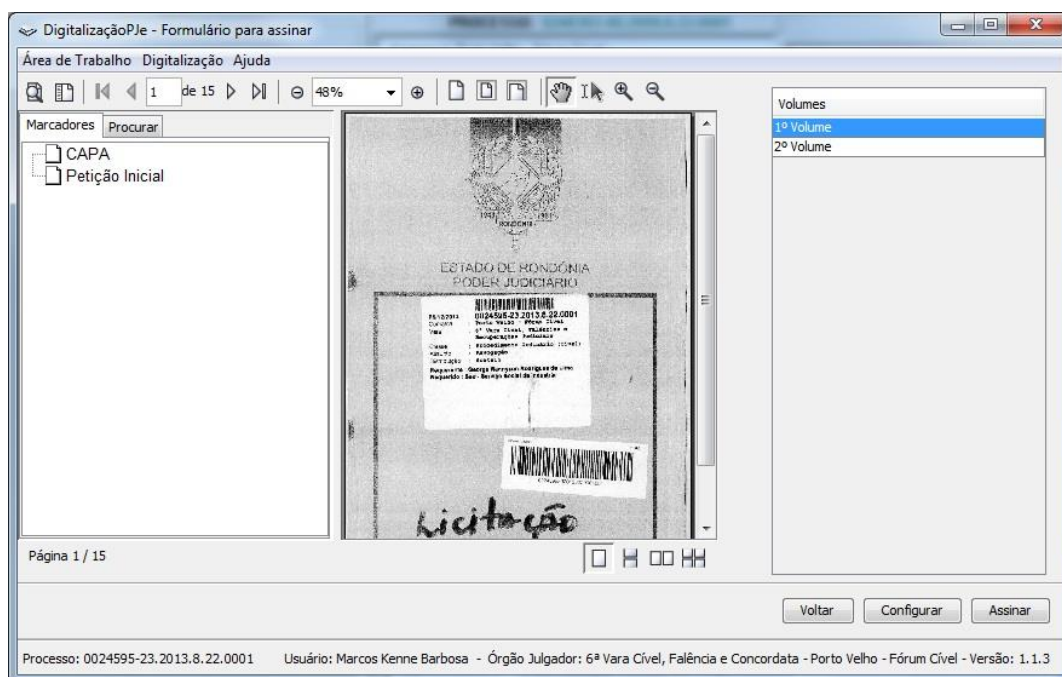 DigitalizaçãoPJe - Formulário para assinar
Área de Trabalho Digitalização Ajuda
1 de 15 48%
Marcadores Procurar
CAPA
Petição Inicial
RONDÔNIA
ESTADO DE RONDÔNIA
PODER JUDICIÁRIO
0024595-23.2013.8.22.0001
Licitação
Volumes
1º Volume
2º Volume
Página 1 / 15
Voltar Configurar Assinar
Processo: 0024595-23.2013.8.22.0001 Usuário: Marcos Kenne Barbosa - Órgão Julgador: 6ª Vara Cível, Falência e Concordata - Porto Velho - Fórum Cível - Versão: 1.1.3